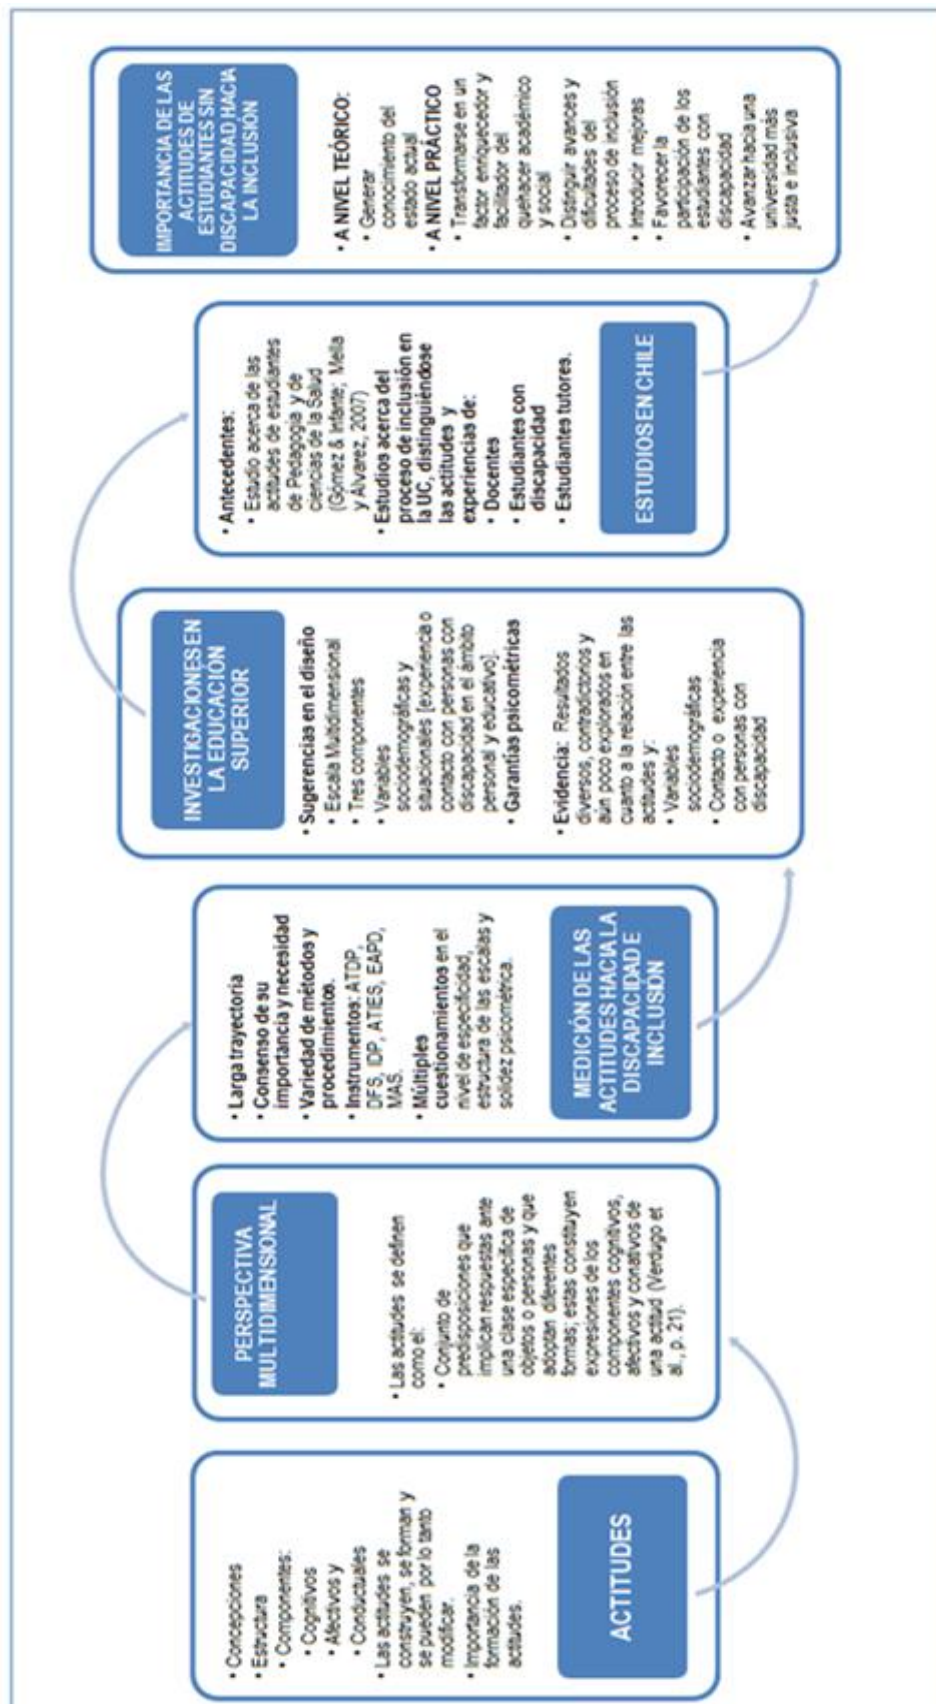 • Concepciones
• Estructura
• Componentes:
• Cognitivos
• Afectivos y
• Conductuales
• Las actitudes se
construyen, se forman y
se pueden por lo tanto
modificar.
• Importancia de la
formación de las
actitudes.
ACTITUDES
PERSPECTIVA
MULTIDIMENSIONAL
• Las actitudes se definen
como el:
• Conjunto de
predisposiciones que
implican respuestas ante
una clase específica de
objetos o personas y que
adoptan diferentes
formas; estas constituyen
expresiones de los
componentes cognitivos,
afectivos y conativos de
una actitud (Verdugo et
al., p. 21).
• Larga trayectoria
• Consenso de su
importancia y necesidad
• Variedad de métodos y
procedimientos.
• Instrumentos: ATDP,
DFS, IDP, ATIES, EAPD,
MAS.
• Múltiples
cuestionamientos en el
nivel de especificidad,
estructura de las escalas y
solidez psicométrica.
MEDICIÓN DE LAS
ACTITUDES HACIA LA
DISCAPACIDAD E
INCLUSIÓN
INVESTIGACIONES EN
LA EDUCACIÓN
SUPERIOR
• Sugerencias en el diseño
• Escala Multidimensional
• Tres componentes
• Variables
sociodemográficas y
situacionales [experiencia o
contacto con personas con
discapacidad en el ámbito
personal y educativo].
• Garantías psicométricas
• Evidencia: Resultados
diversos, contradictorios y
aún poco explorados en
cuanto a la relación entre las
actitudes y:
• Variables
sociodemográficas
• Contacto o experiencia
con personas con
discapacidad
• Antecedentes:
• Estudio acerca de las
actitudes de estudiantes
de Pedagogía y de
ciencias de la Salud
(Gómez & Infante; Mella
y Alvarez, 2007)
• Estudios acerca del
proceso de inclusión en
la UC, distinguiéndose
las actitudes y
experiencias de:
• Docentes
• Estudiantes con
discapacidad
• Estudiantes tutores.
ESTUDIOS EN CHILE
IMPORTANCIA DE LAS
ACTITUDES DE
ESTUDIANTES SIN
DISCAPACIDAD HACIA
LA INCLUSIÓN
• A NIVEL TEÓRICO:
• Generar
conocimiento del
estado actual
• A NIVEL PRÁCTICO
• Transformarse en un
factor enriquecedor y
facilitador del
quehacer académico
y social
• Distinguir avances y
dificultades del
proceso de inclusión
• Introducir mejoras
• Favorecer la
participación de los
estudiantes con
discapacidad
• Avanzar hacia una
universidad más
justa e inclusiva